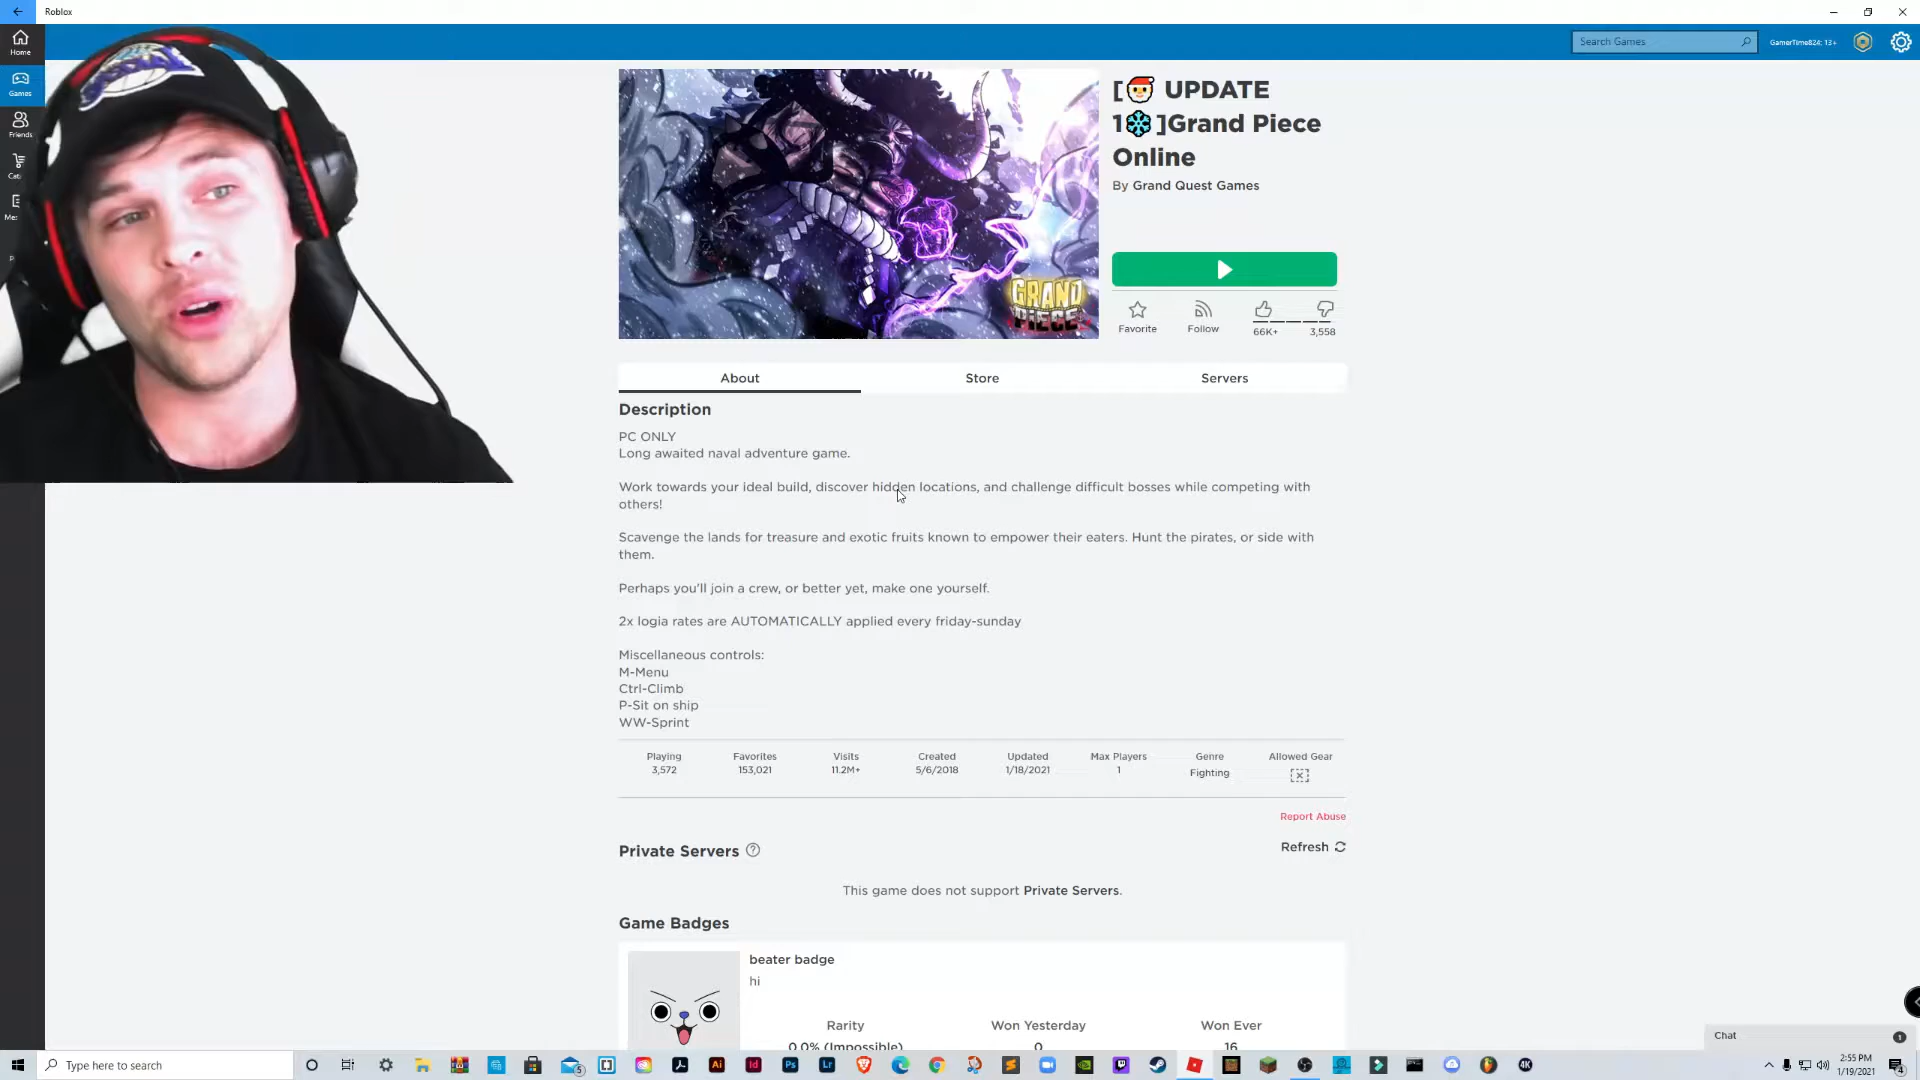 Roblox
Home
Games
Friends
Search Games
GamerTime824: 13+
[🎅 UPDATE
1❄️]Grand Piece
Online
By Grand Quest Games
GRAND
PIECE
Favorite
Follow
66K+
3,558
About
Store
Servers
Description
PC ONLY
Long awaited naval adventure game.
Work towards your ideal build, discover hidden locations, and challenge difficult bosses while competing with
others!
Scavenge the lands for treasure and exotic fruits known to empower their eaters. Hunt the pirates, or side with
them.
Perhaps you'll join a crew, or better yet, make one yourself.
2x logia rates are AUTOMATICALLY applied every friday-sunday
Miscellaneous controls:
M-Menu
Ctrl-Climb
P-Sit on ship
WW-Sprint
Playing Favorites Visits Created Updated Max Players Genre Allowed Gear
3,572 153,021 11.2M+ 5/6/2018 1/18/2021 1 Fighting
Report Abuse
Private Servers
Refresh
This game does not support Private Servers.
Game Badges
beater badge
hi
Rarity Won Yesterday Won Ever
0.0% (Impossible) 0 16
Chat 1
Type here to search
2:55 PM
1/19/2021